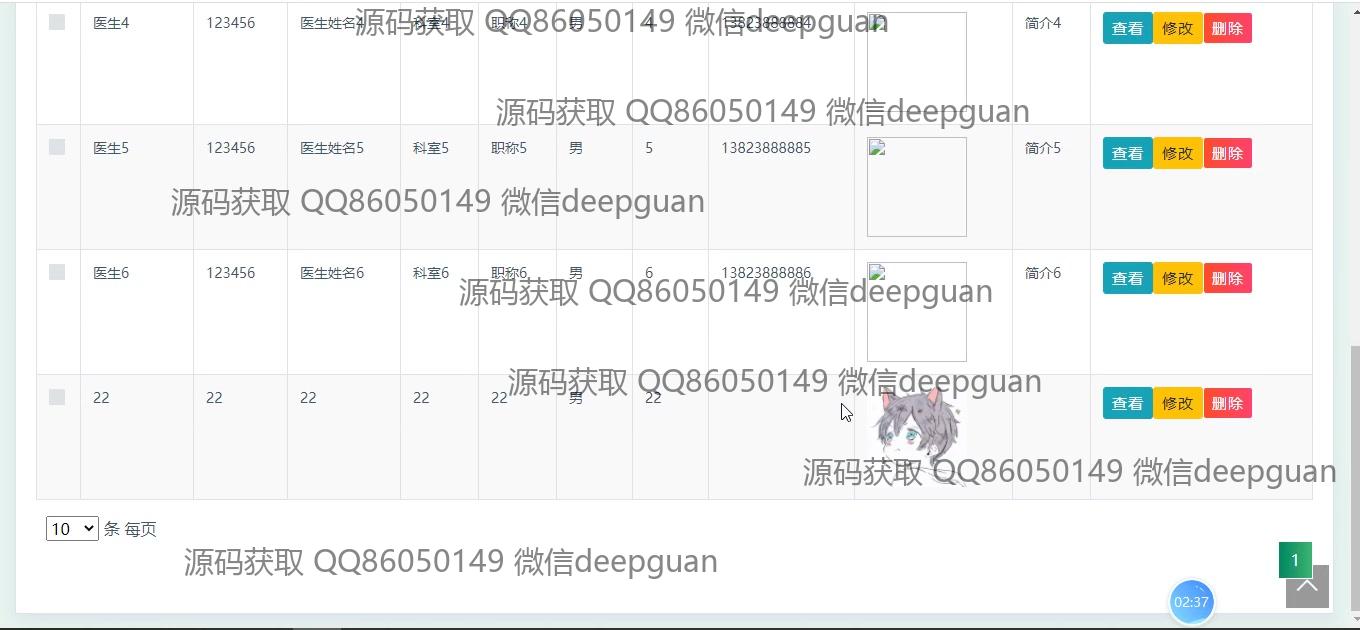 医生4 123456 医生姓名4 科室4 职称4 男 4 13823888884 简介4 查看 修改 删除
源码获取 QQ86050149 微信deepguan
源码获取 QQ86050149 微信deepguan
医生5 123456 医生姓名5 科室5 职称5 男 5 13823888885 简介5 查看 修改 删除
源码获取 QQ86050149 微信deepguan
医生6 123456 医生姓名6 科室6 职称6 男 6 13823888886 简介6 查看 修改 删除
源码获取 QQ86050149 微信deepguan
源码获取 QQ86050149 微信deepguan
22 22 22 22 22 男 22 查看 修改 删除
源码获取 QQ86050149 微信deepguan
10 条 每页
源码获取 QQ86050149 微信deepguan
1
02:37